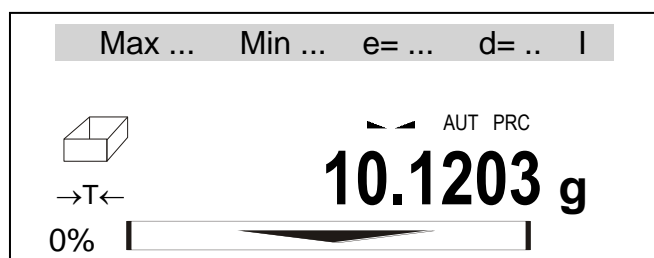 Max ... Min ... e= ... d= .. I
AUT PRC
10.1203 g
→T←
0%